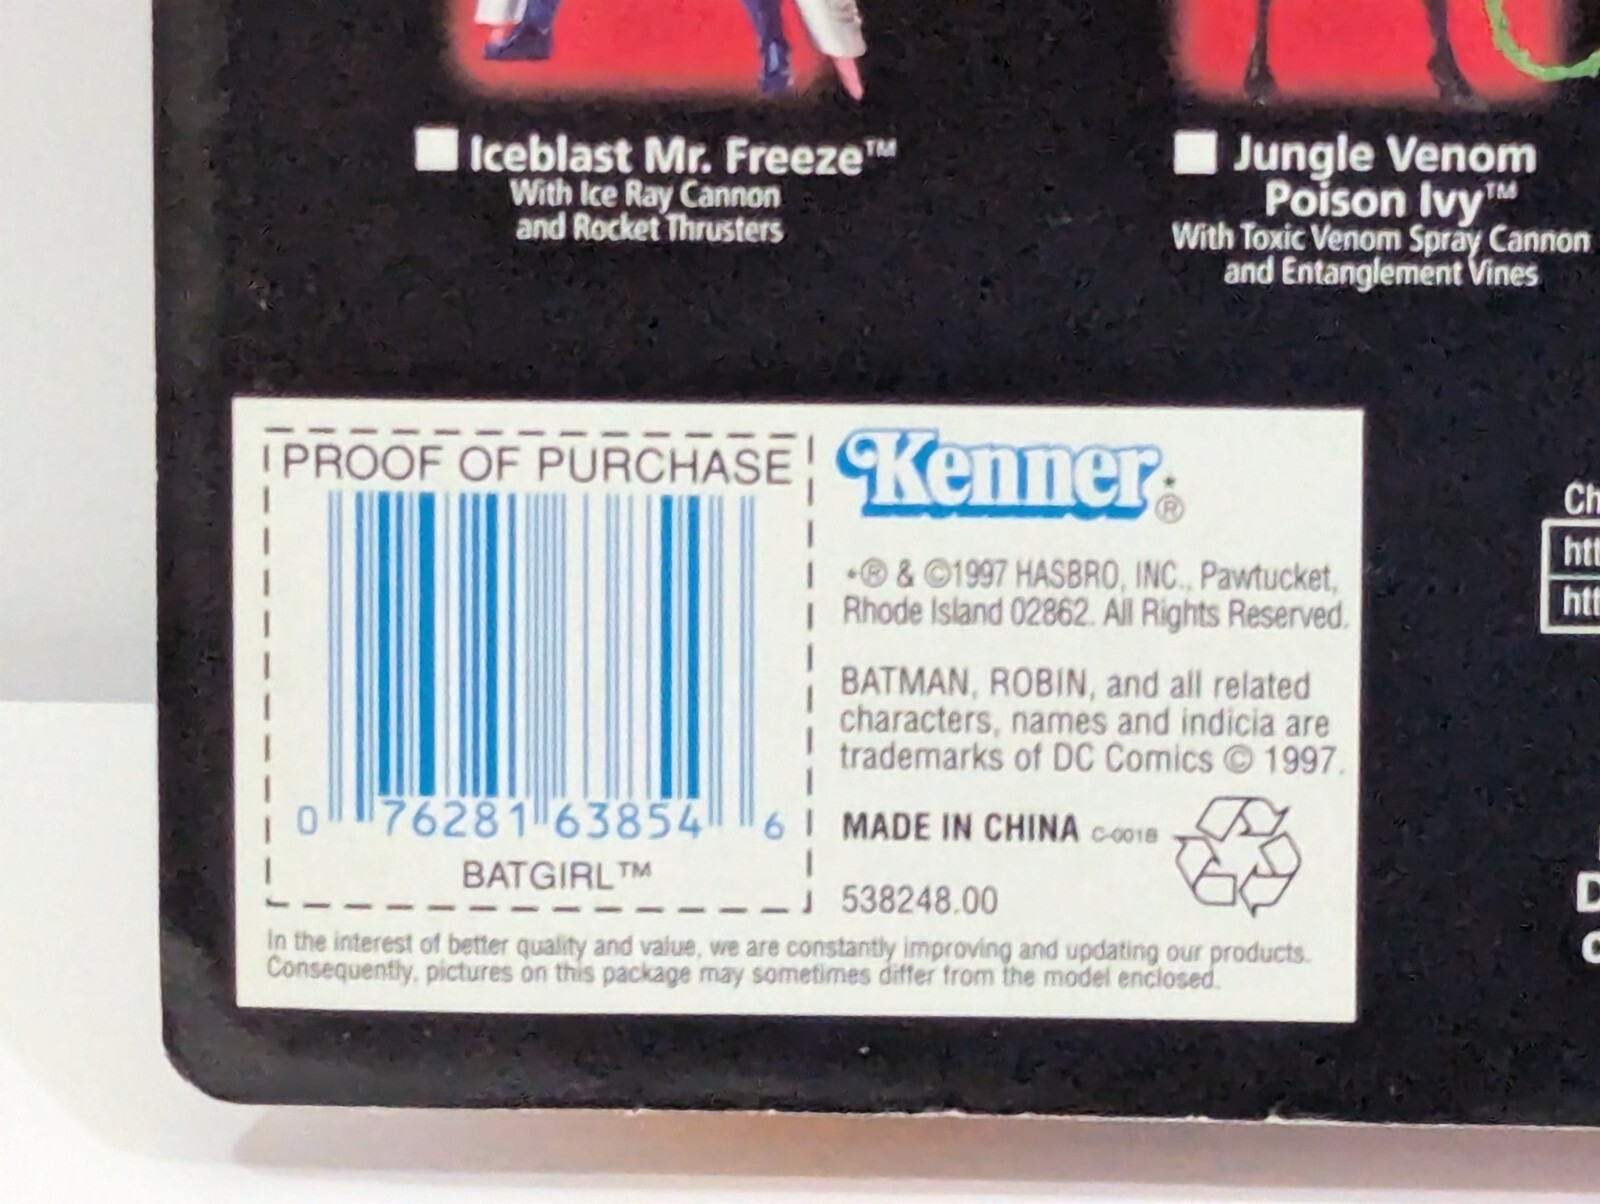 Iceblast Mr. Freeze™
With Ice Ray Cannon
and Rocket Thrusters
Jungle Venom
Poison Ivy™
With Toxic Venom Spray Cannon
and Entanglement Vines
PROOF OF PURCHASE
0 76281 63854 6
BATGIRL™
Kenner®
*® & ©1997 HASBRO, INC., Pawtucket,
Rhode Island 02862. All Rights Reserved.
BATMAN, ROBIN, and all related
characters, names and indicia are
trademarks of DC Comics © 1997.
MADE IN CHINA C-001B
538248.00
In the interest of better quality and value, we are constantly improving and updating our products.
Consequently, pictures on this package may sometimes differ from the model enclosed.
Ch
htt
htt
D